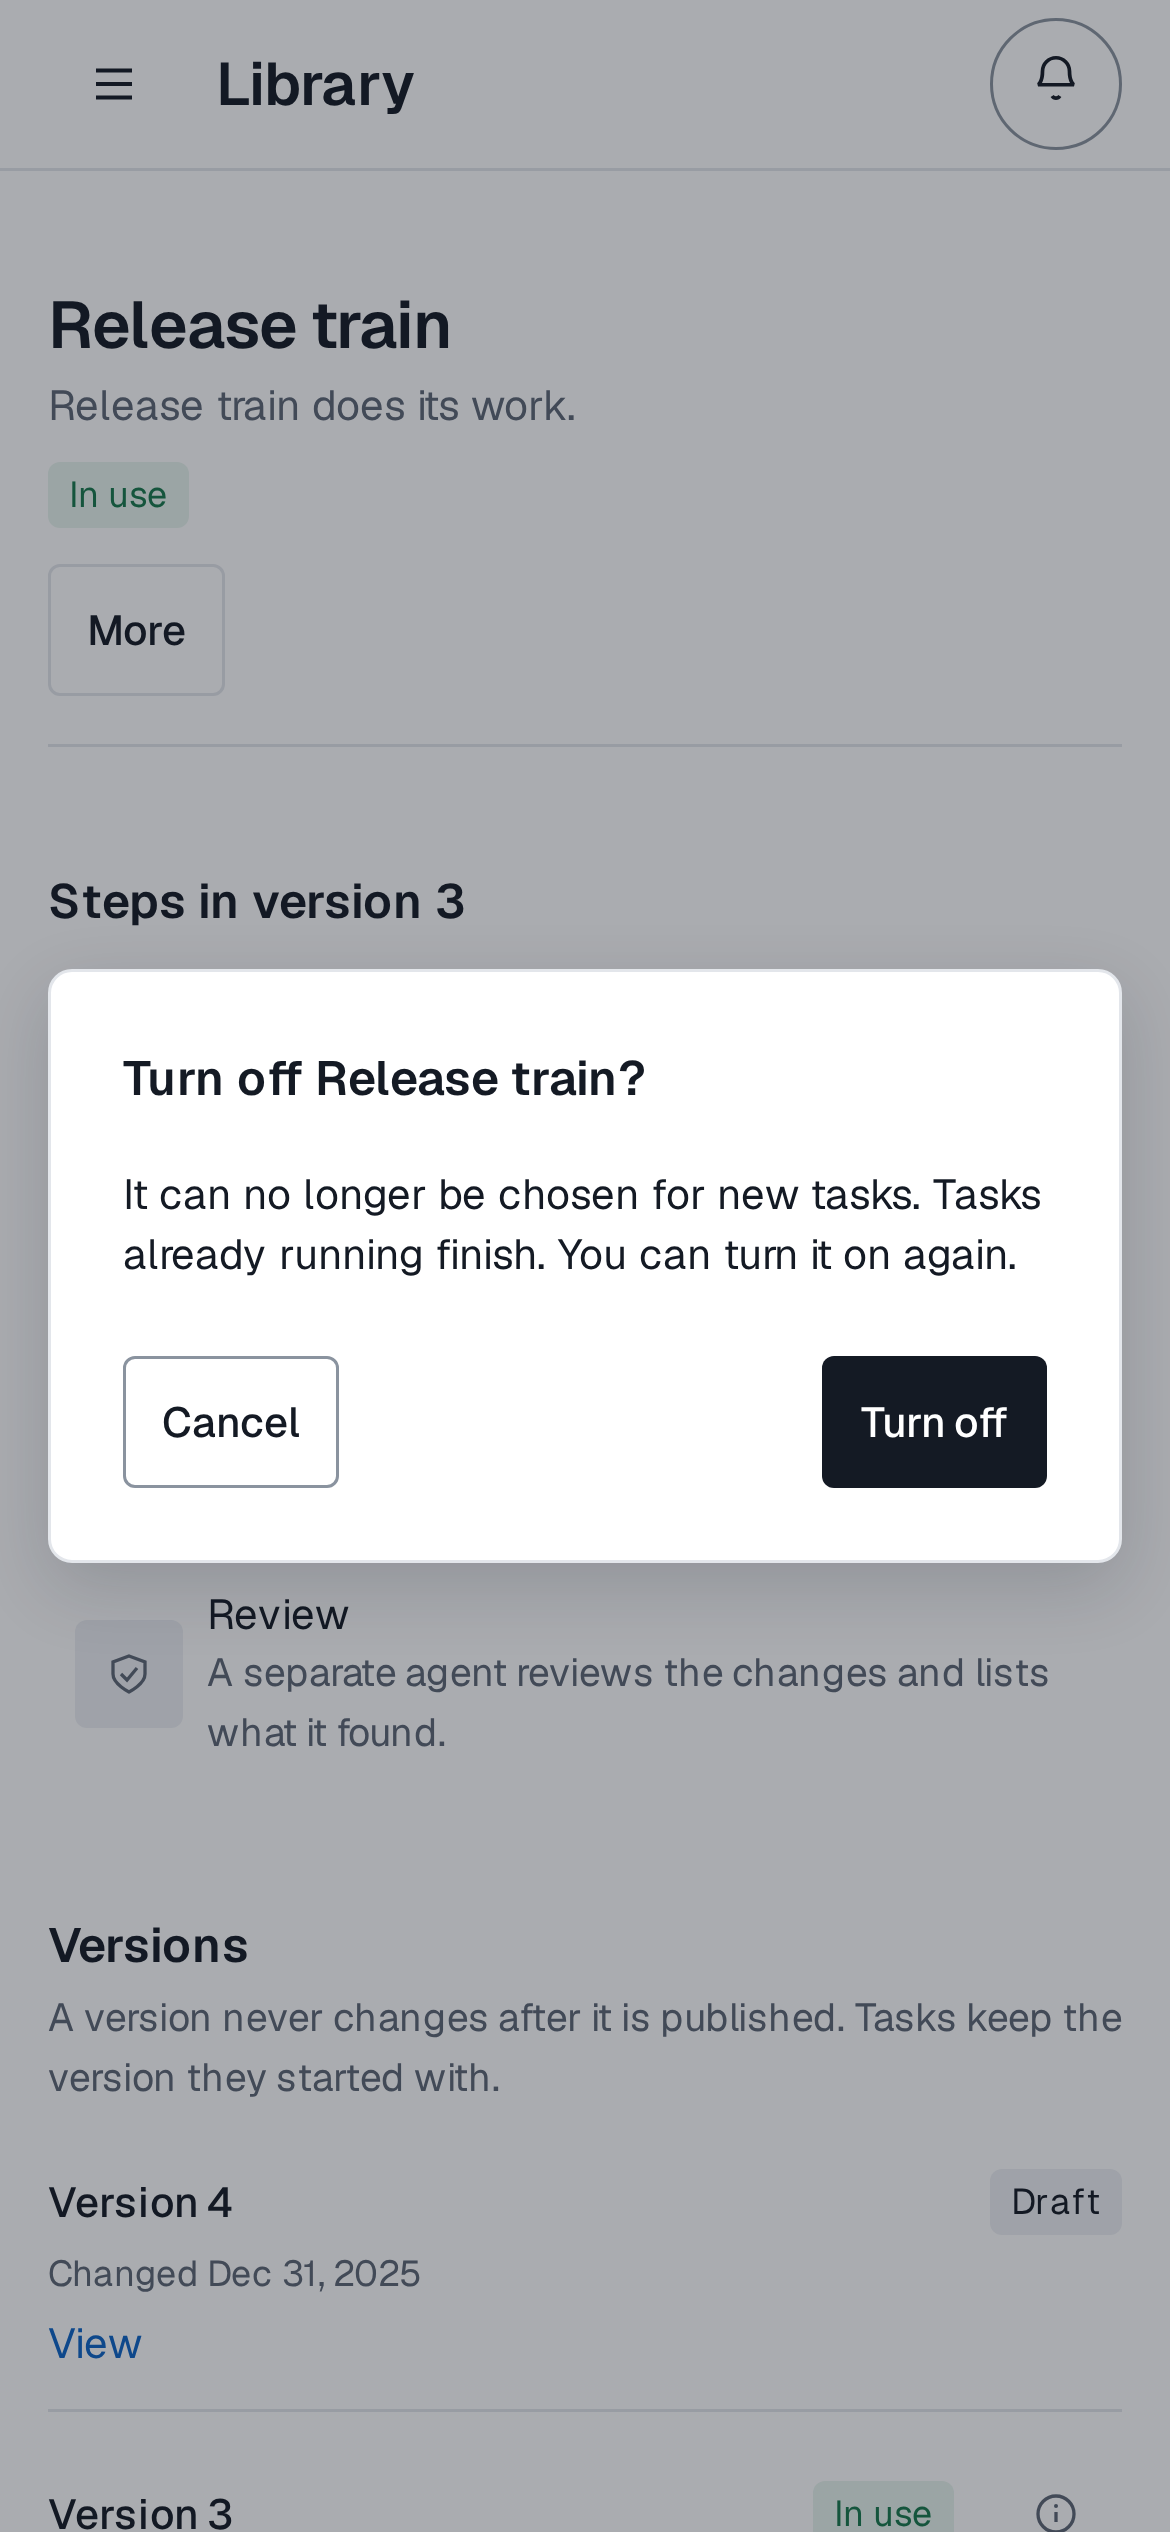 Library
Release train
Release train does its work.
In use
More
Steps in version 3
Turn off Release train?
It can no longer be chosen for new tasks. Tasks
already running finish. You can turn it on again.
Cancel
Turn off
Review
A separate agent reviews the changes and lists
what it found.
Versions
A version never changes after it is published. Tasks keep the
version they started with.
Version 4
Draft
Changed Dec 31, 2025
View
Version 3
In use